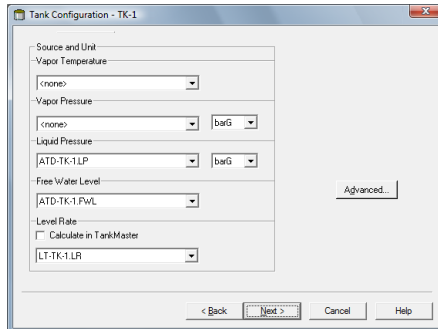 Tank Configuration - TK-1
Source and Unit
Vapor Temperature
<none>
Vapor Pressure
<none> barG
Liquid Pressure
ATD-TK-1.LP barG
Free Water Level
ATD-TK-1.FWL
Advanced...
Level Rate
Calculate in TankMaster
LT-TK-1.LR
< Back Next > Cancel Help